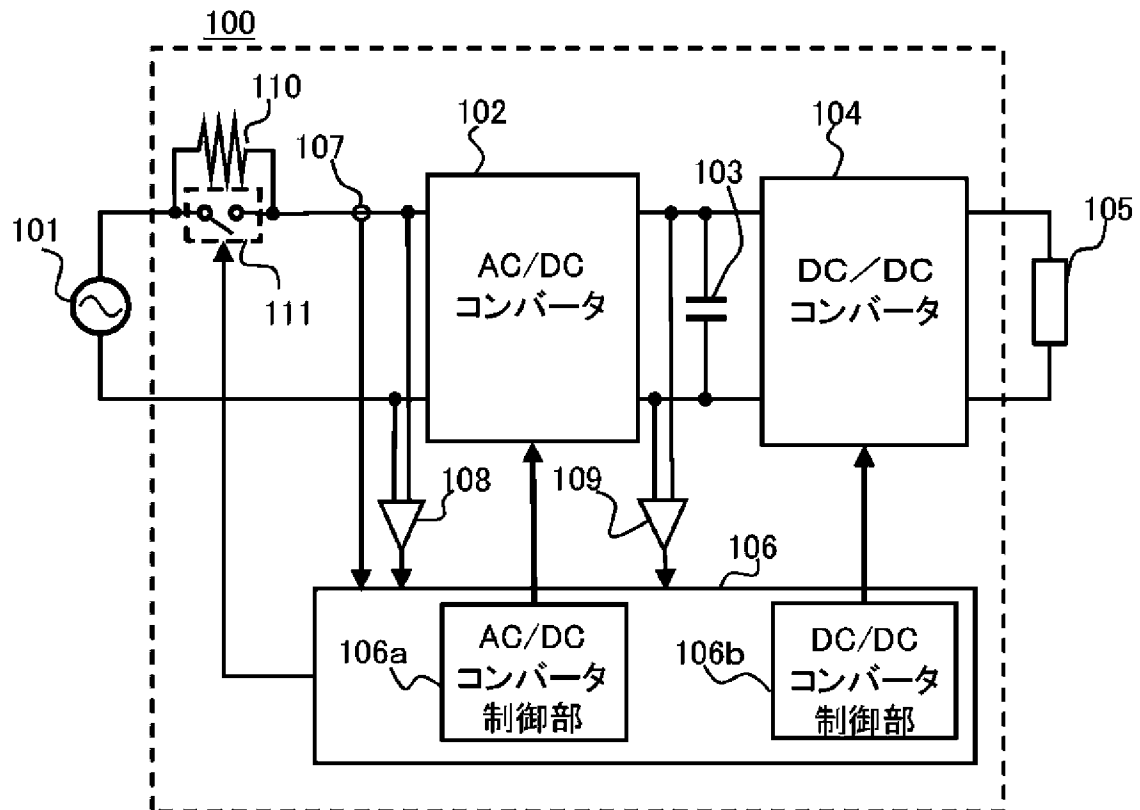 100
110
107
102
104
103
101
105
111
AC/DC
コンバータ
DC／DC
コンバータ
108
109
106
106a
AC/DC
コンバータ
制御部
106b
DC/DC
コンバータ
制御部